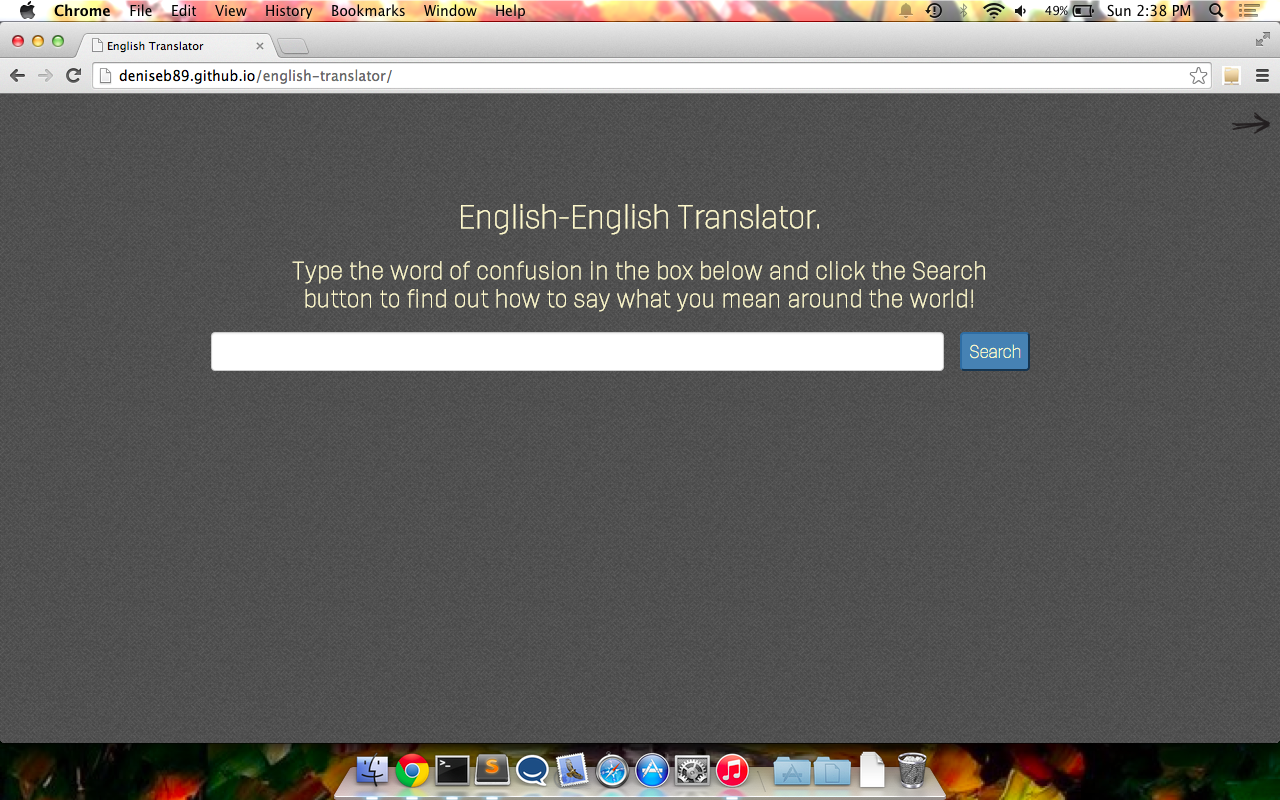 Chrome File Edit View History Bookmarks Window Help 49% Sun 2:38 PM
English Translator
deniseb89.github.io/english-translator/
English-English Translator.
Type the word of confusion in the box below and click the Search
button to find out how to say what you mean around the world!
Search